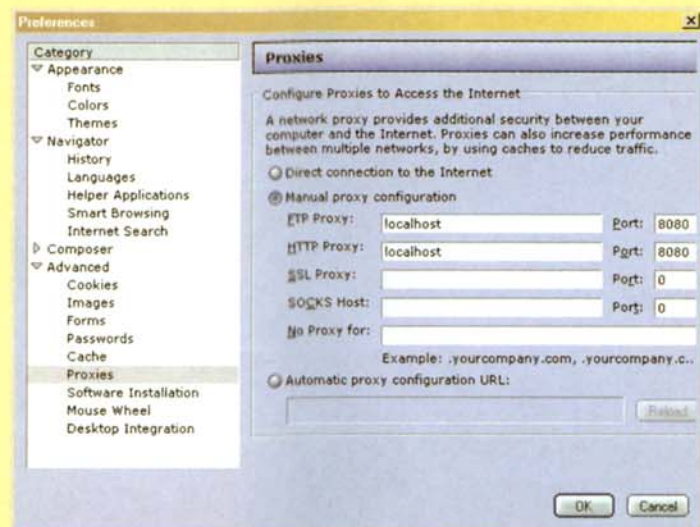 Preferences
Category
Appearance
Fonts
Colors
Themes
Navigator
History
Languages
Helper Applications
Smart Browsing
Internet Search
Composer
Advanced
Cookies
Images
Forms
Passwords
Cache
Proxies
Software Installation
Mouse Wheel
Desktop Integration
Proxies
Configure Proxies to Access the Internet
A network proxy provides additional security between your
computer and the Internet. Proxies can also increase performance
between multiple networks, by using caches to reduce traffic.
Direct connection to the Internet
Manual proxy configuration
FTP Proxy: localhost Port: 8080
HTTP Proxy: localhost Port: 8080
SSL Proxy: Port: 0
SOCKS Host: Port: 0
No Proxy for:
Example: .yourcompany.com, .yourcompany.c..
Automatic proxy configuration URL:
Reload
OK Cancel